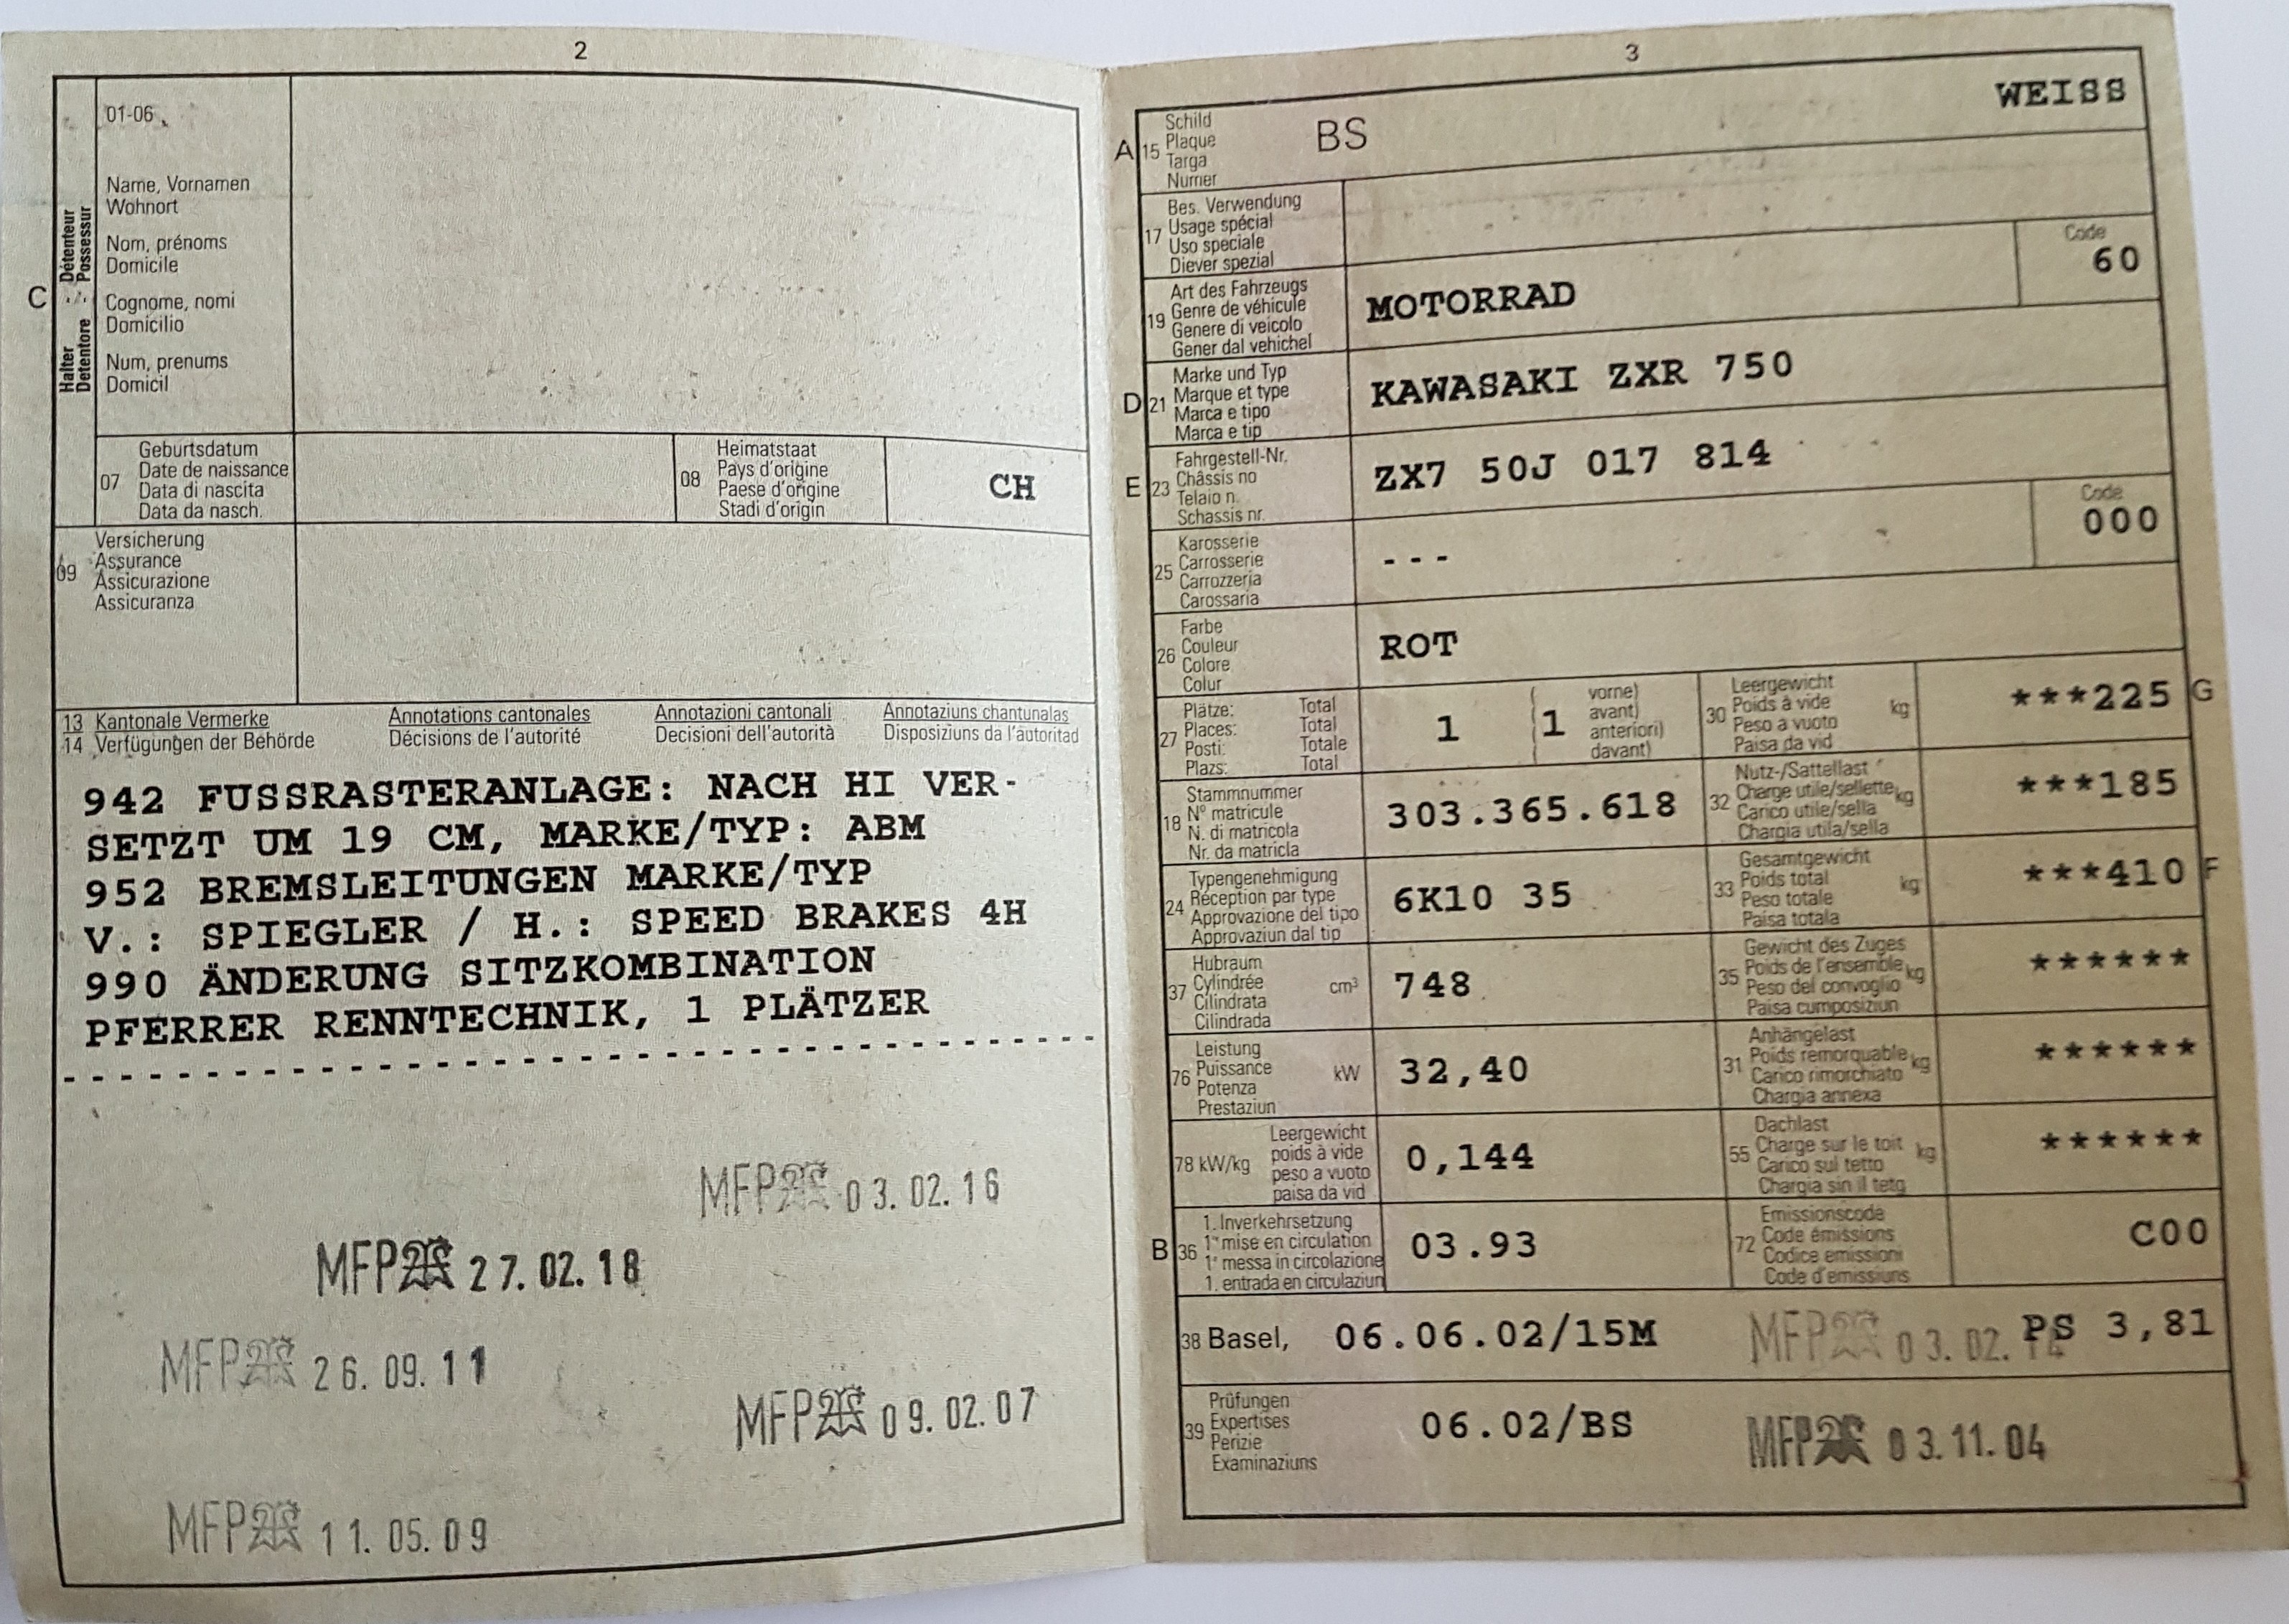 2
01-06
Name, Vornamen
Wohnort
Nom, prénoms
Domicile
Cognome, nomi
Domicilio
Num, prenums
Domicil
C
Halter Détenteur
Detentore Possessur
07
Geburtsdatum
Date de naissance
Data di nascita
Data da nasch.
08
Heimatstaat
Pays d'origine
Paese d'origine
Stadi d'origin
CH
09
Versicherung
Assurance
Assicurazione
Assicuranza
13 Kantonale Vermerke Annotations cantonales Annotazioni cantonali Annotaziuns chantunalas
14 Verfügungen der Behörde Décisions de l'autorité Decisioni dell'autorità Disposiziuns da l'autoritad
942 FUSSRASTERANLAGE: NACH HI VER-
SETZT UM 19 CM, MARKE/TYP: ABM
952 BREMSLEITUNGEN MARKE/TYP
V.: SPIEGLER / H.: SPEED BRAKES 4H
990 ÄNDERUNG SITZKOMBINATION
PFERRER RENNTECHNIK, 1 PLÄTZER
MFP 03.02.16
MFP 27.02.18
MFP 26.09.11
MFP 09.02.07
MFP 11.05.09
3
WEISS
A 15
Schild
Plaque
Targa
Numer
BS
17
Bes. Verwendung
Usage spécial
Uso speciale
Diever spezial
19
Art des Fahrzeugs
Genre de véhicule
Genere di veicolo
Gener dal vehichel
MOTORRAD
Code
60
D 21
Marke und Typ
Marque et type
Marca e tipo
Marca e tip
KAWASAKI ZXR 750
E 23
Fahrgestell-Nr.
Châssis no
Telaio n.
Schassis nr.
ZX7 50J 017 814
25
Karosserie
Carrosserie
Carrozzeria
Carossaria
---
Code
000
26
Farbe
Couleur
Colore
Colur
ROT
27
Plätze: Total
Places: Total
Posti: Totale
Plazs: Total
1
( 1
vorne)
avant)
anteriori)
davant)
30
Leergewicht
Poids à vide
Peso a vuoto
Paisa da vid
kg
***225
G
18
Stammnummer
N° matricule
N. di matricola
Nr. da matricla
303.365.618
32
Nutz-/Sattellast
Charge utile/sellette
Carico utile/sella
Chargia utila/sella
kg
***185
24
Typengenehmigung
Réception par type
Approvazione del tipo
Approvaziun dal tip
6K10 35
33
Gesamtgewicht
Poids total
Peso totale
Paisa totala
kg
***410
F
37
Hubraum
Cylindrée
Cilindrata
Cilindrada
cm³
748
35
Gewicht des Zuges
Poids de l'ensemble
Peso del convoglio
Paisa cumposiziun
kg
******
76
Leistung
Puissance
Potenza
Prestaziun
kW
32,40
31
Anhängelast
Poids remorquable
Carico rimorchiato
Chargia annexa
kg
******
78 kW/kg
Leergewicht
poids à vide
peso a vuoto
paisa da vid
0,144
55
Dachlast
Charge sur le toit
Carico sul tetto
Chargia sin il tetg
kg
******
B 36
1. Inverkehrsetzung
1re mise en circulation
1a messa in circolazione
1. entrada en circulaziun
03.93
72
Emissionscode
Code émissions
Codice emissioni
Code d'emissiuns
C00
38 Basel, 06.06.02/15M
MFP 03.02.14
PS 3,81
39
Prüfungen
Expertises
Perizie
Examinaziuns
06.02/BS
MFP 03.11.04